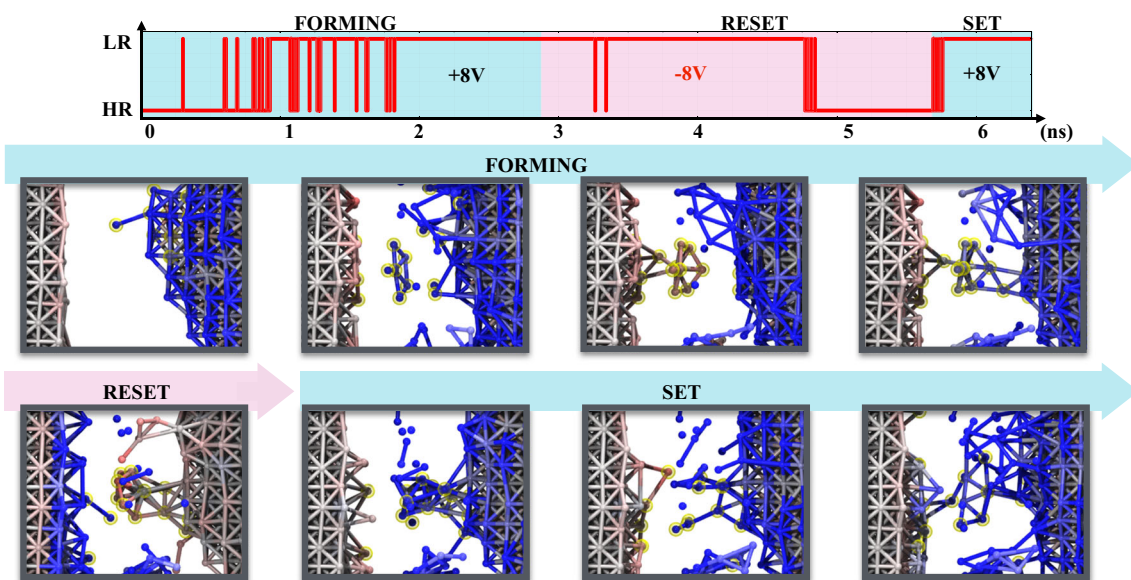 FORMING RESET SET
LR
+8V -8V +8V
HR
0 1 2 3 4 5 6 (ns)
FORMING
RESET SET